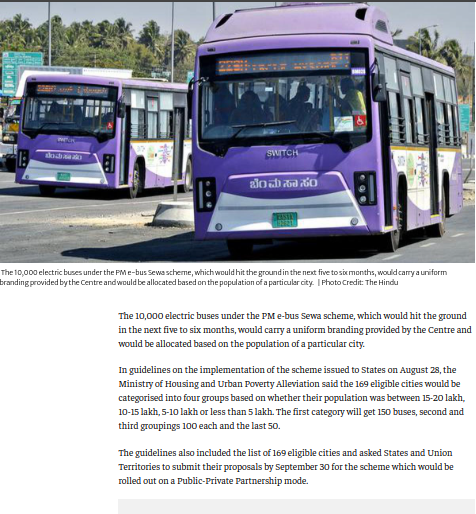 SWITCH
SWITCH
ಬೆಂ ಮ ಸಾ ಸಂ
ಬೆಂ ಮ ಸಾ ಸಂ
The 10,000 electric buses under the PM e-bus Sewa scheme, which would hit the ground in the next five to six months, would carry a uniform
branding provided by the Centre and would be allocated based on the population of a particular city. | Photo Credit: The Hindu
The 10,000 electric buses under the PM e-bus Sewa scheme, which would hit the ground
in the next five to six months, would carry a uniform branding provided by the Centre and
would be allocated based on the population of a particular city.
In guidelines on the implementation of the scheme issued to States on August 28, the
Ministry of Housing and Urban Poverty Alleviation said the 169 eligible cities would be
categorised into four groups based on whether their population was between 15-20 lakh,
10-15 lakh, 5-10 lakh or less than 5 lakh. The first category will get 150 buses, second and
third groupings 100 each and the last 50.
The guidelines also included the list of 169 eligible cities and asked States and Union
Territories to submit their proposals by September 30 for the scheme which would be
rolled out on a Public-Private Partnership mode.